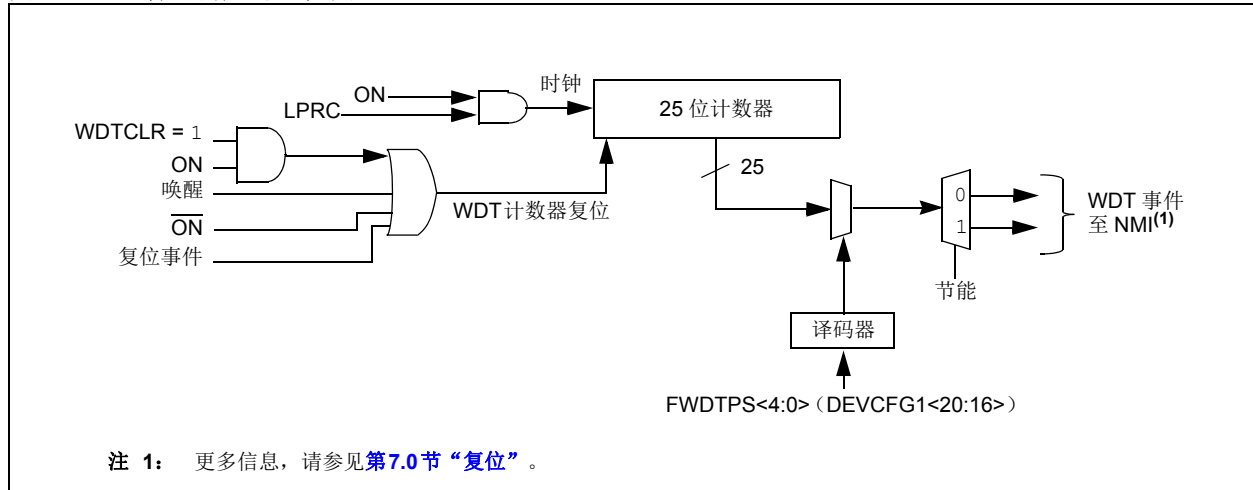 ON
LPRC
时钟
25 位计数器
WDTCLR = 1
ON
唤醒
ON
复位事件
WDT 计数器复位
25
0
1
WDT 事件
至 NMI(1)
节能
译码器
FWDTPS<4:0>（DEVCFG1<20:16>）
注 1： 更多信息，请参见第7.0节“复位”。